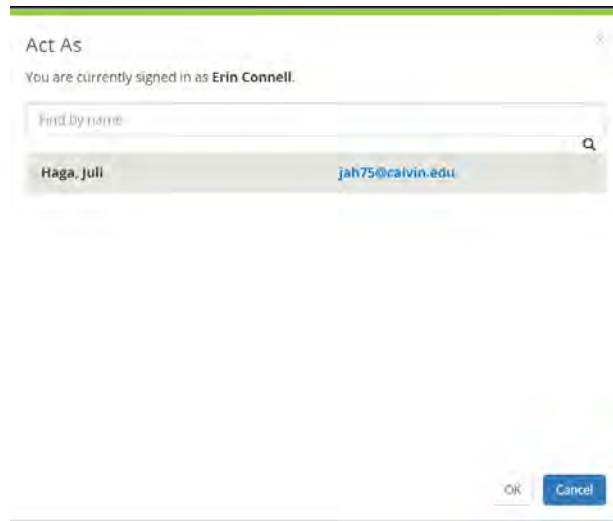 Act As
You are currently signed in as Erin Connell.
Find by name
Haga, Juli jah75@calvin.edu
OK Cancel